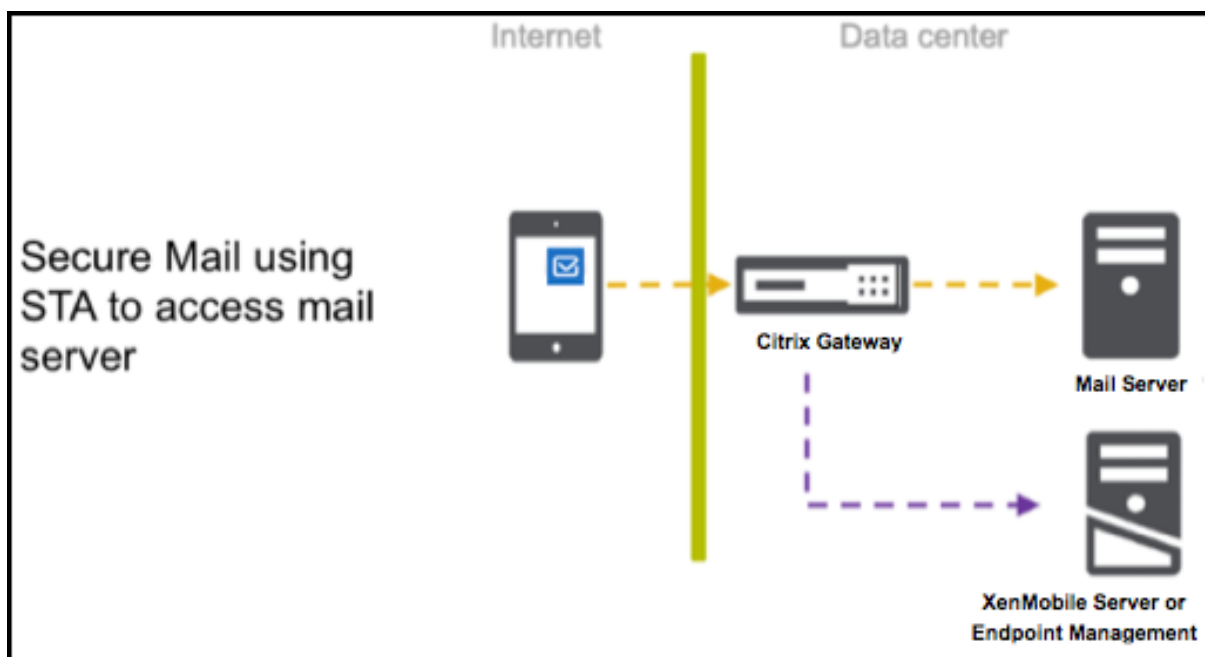 Internet
Data center
Secure Mail using
STA to access mail
server
Citrix Gateway
Mail Server
XenMobile Server or
Endpoint Management